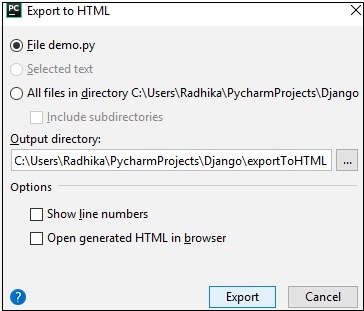 PC Export to HTML
File demo.py
Selected text
All files in directory C:\Users\Radhika\PycharmProjects\Django
Include subdirectories
Output directory:
C:\Users\Radhika\PycharmProjects\Django\exportToHTML ...
Options
Show line numbers
Open generated HTML in browser
? Export Cancel